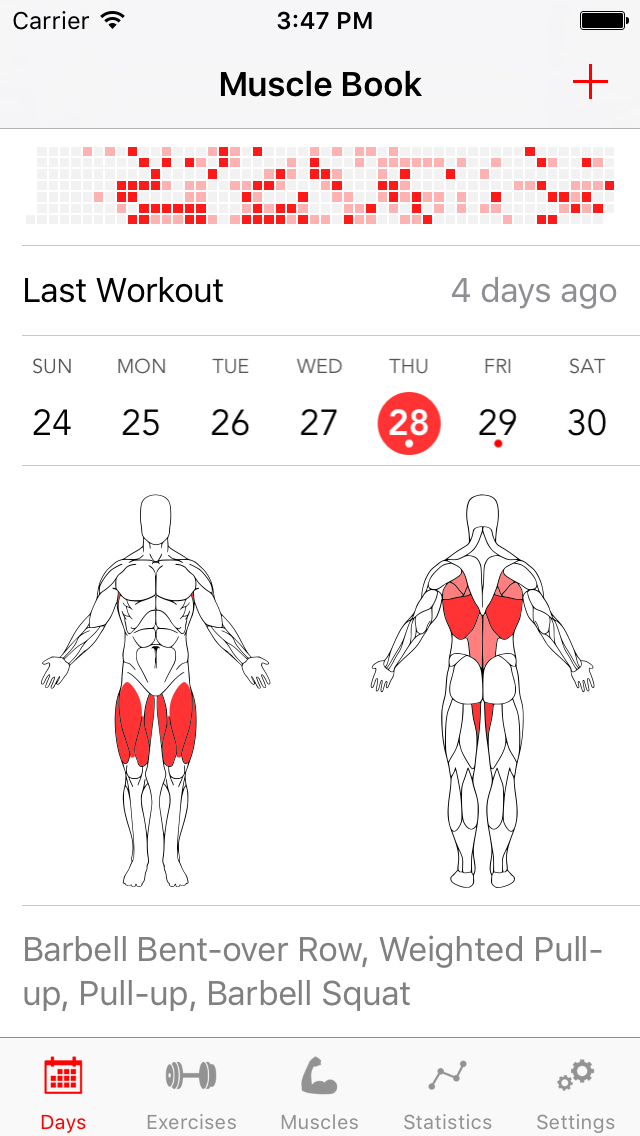 Carrier 3:47 PM
Muscle Book
Last Workout 4 days ago
SUN MON TUE WED THU FRI SAT
24 25 26 27 28 29 30
Barbell Bent-over Row, Weighted Pull-
up, Pull-up, Barbell Squat
Days Exercises Muscles Statistics Settings